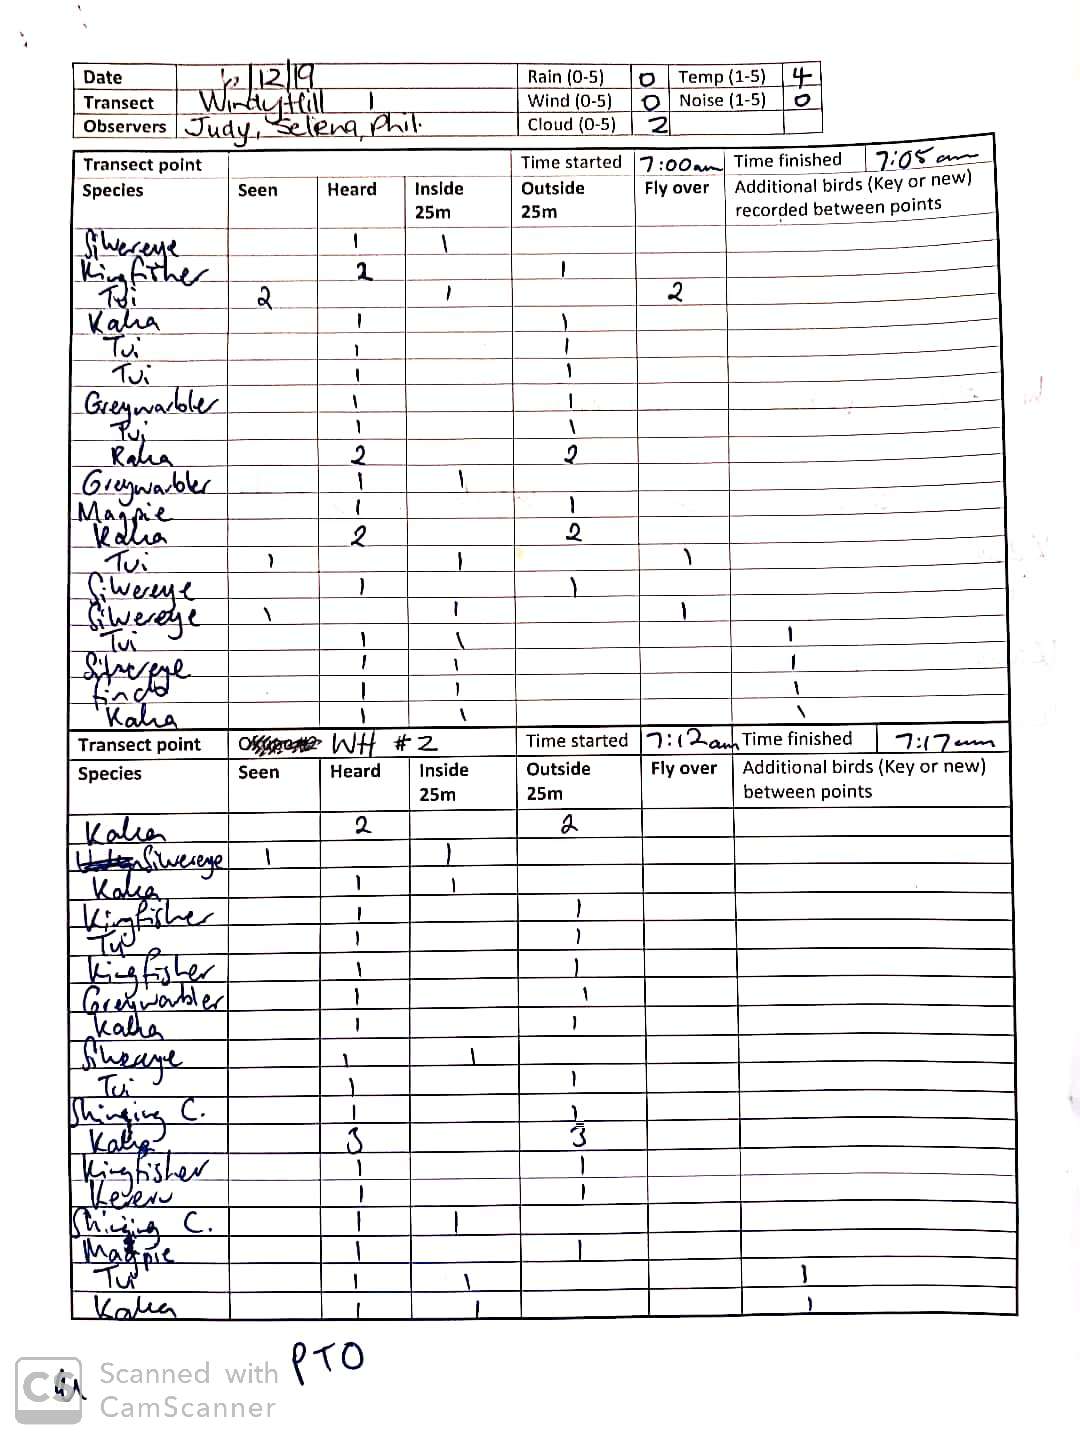 Date /12/19 Rain (0-5) 0 Temp (1-5) 4
Transect Windy Hill 1 Wind (0-5) 0 Noise (1-5) 0
Observers Judy, Selena, Phil. Cloud (0-5) 2
Transect point Time started 7:00am Time finished 7:05am
Species Seen Heard Inside 25m Outside 25m Fly over Additional birds (Key or new) recorded between points
Silvereye 1 1
Kingfisher 2 1
Tui 2 1 2
Kaka 1 1
Tui 1 1
Tui 1 1
Greywarbler 1 1
Tui 1 1
Kaka 2 2
Greywarbler 1 1
Magpie 1 1
Kaka 2 2
Tui 1 1 1
Silvereye 1 1
Silvereye 1 1 1
Tui 1 1 1
Silvereye 1 1 1
finch 1 1 1
Kaka 1 1 1
Transect point WH #2 Time started 7:12am Time finished 7:17am
Species Seen Heard Inside 25m Outside 25m Fly over Additional birds (Key or new) between points
Kaka 2 2
Silvereye 1 1
Kaka 1 1
Kingfisher 1 1
Tui 1 1
Kingfisher 1 1
Greywarbler 1 1
Kaka 1 1
Silvereye 1 1
Tui 1 1
Shining C. 1 1
Kaka 3 3
Kingfisher 1 1
Kereru 1 1
Shining C. 1 1
Magpie 1 1
Tui 1 1 1
Kaka 1 1 1
PTO
CS Scanned with
CamScanner